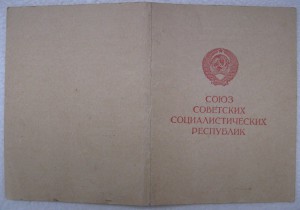 СОЮЗ
СОВЕТСКИХ
СОЦИАЛИСТИЧЕСКИХ
РЕСПУБЛИК